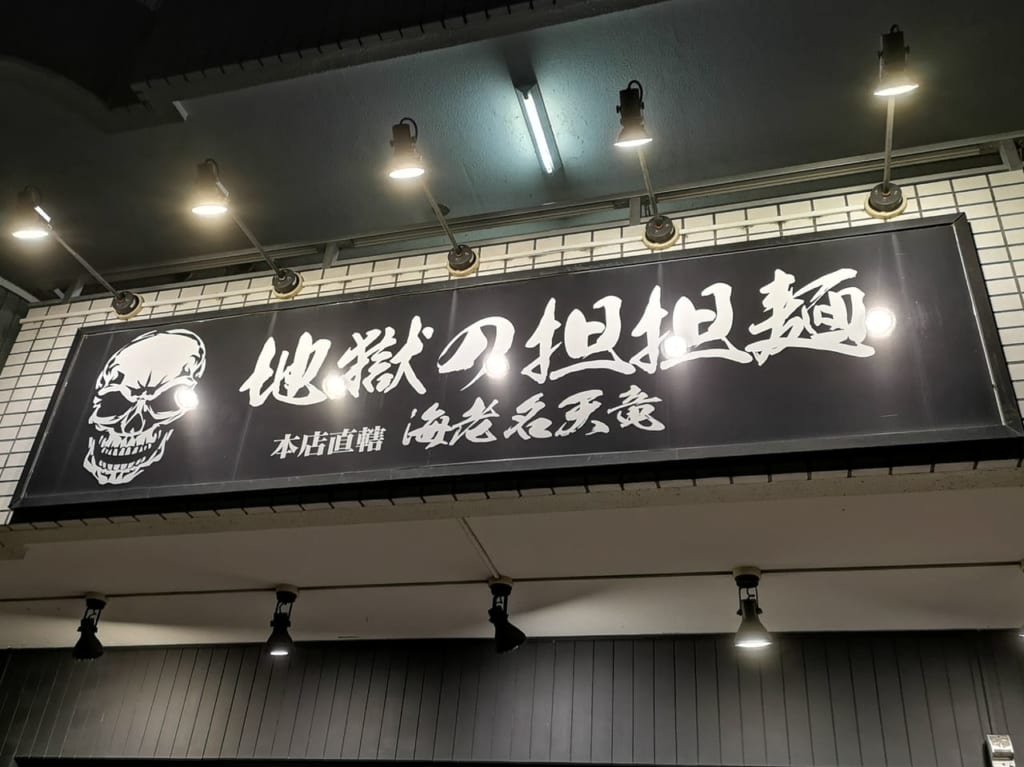 地獄の担担麺
本店直轄 海老名天竜